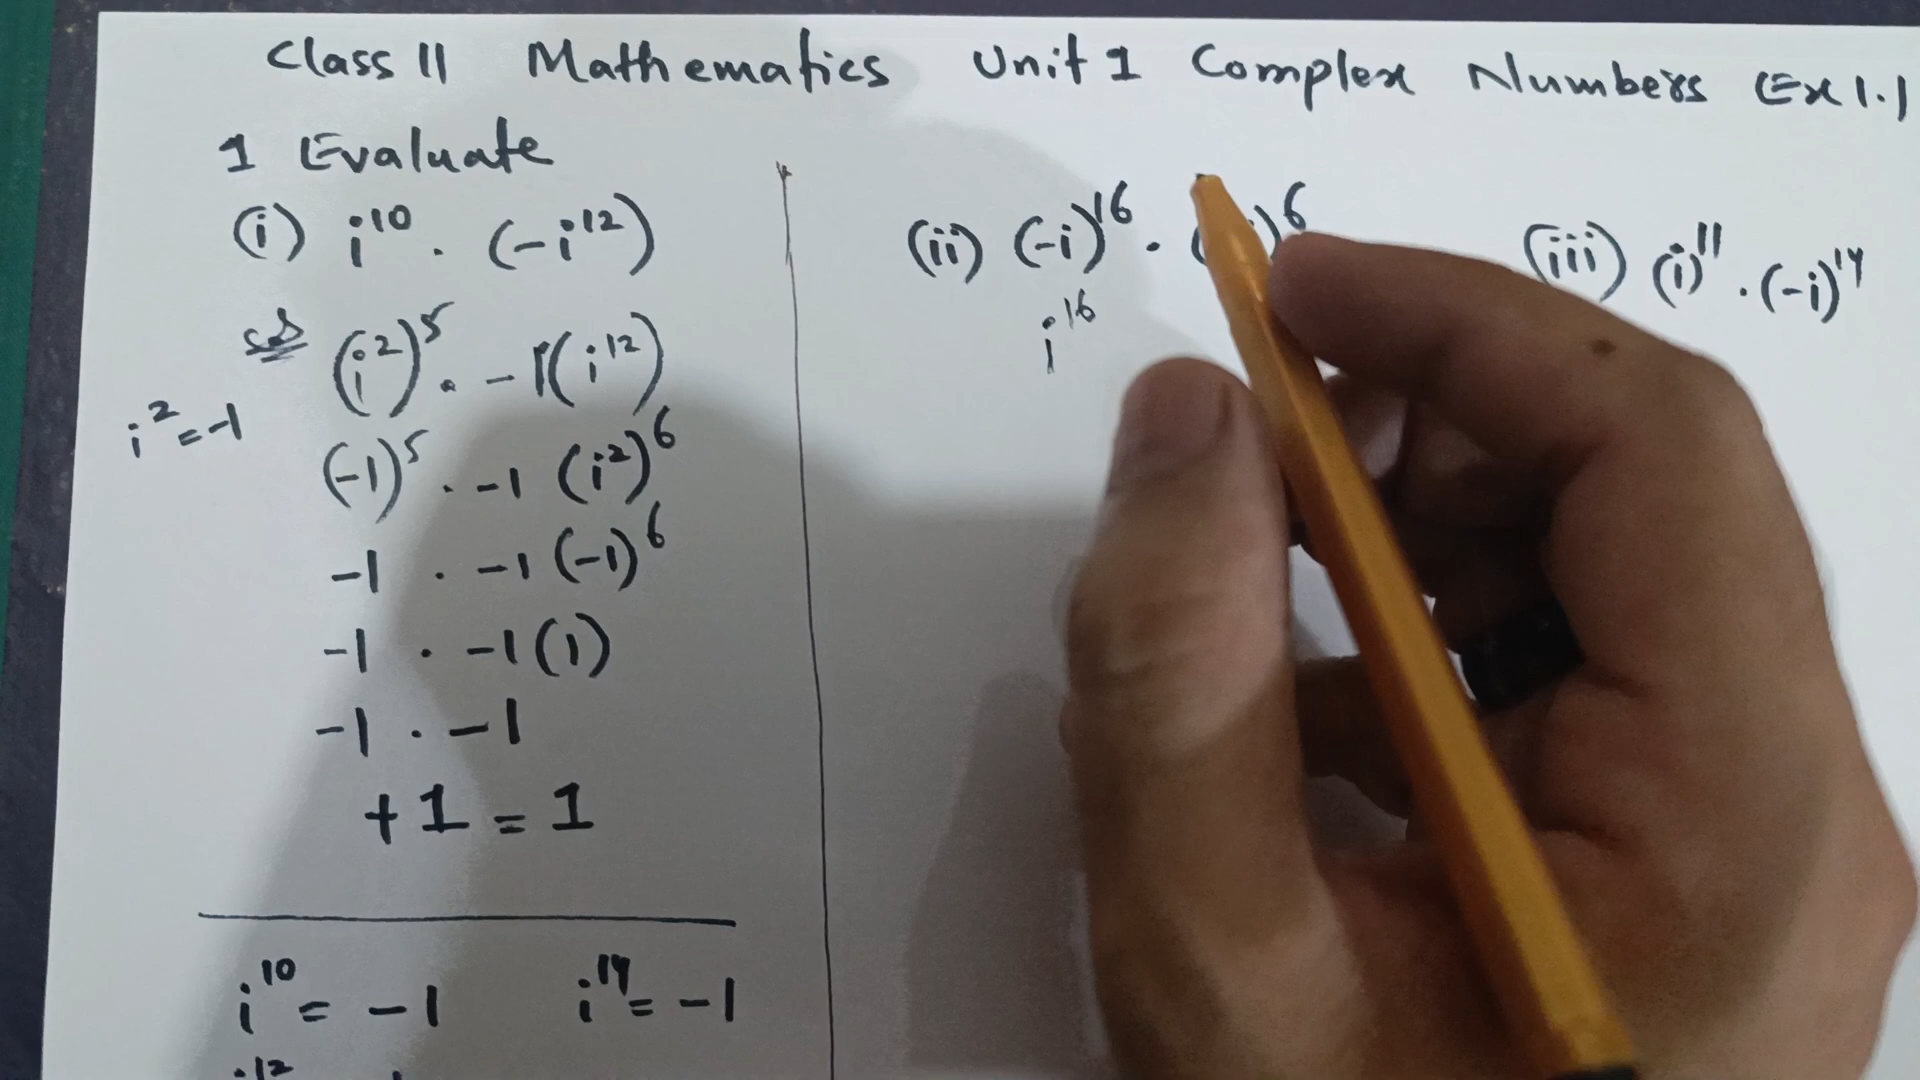 Class 11 Mathematics Unit 1 Complex Numbers Ex 1.1
1 Evaluate
(i) i¹⁰ . (-i¹²)
sol (i²)⁵ . -1(i¹²)
i² = -1
(-1)⁵ . -1 (i²)⁶
-1 . -1 (-1)⁶
-1 . -1 (1)
-1 . -1
+1 = 1
i¹⁰ = -1 i¹⁴ = -1
i¹²
(ii) (-i)¹⁶ . )⁶
i¹⁶
(iii) (i)¹¹ . (-i)¹⁴